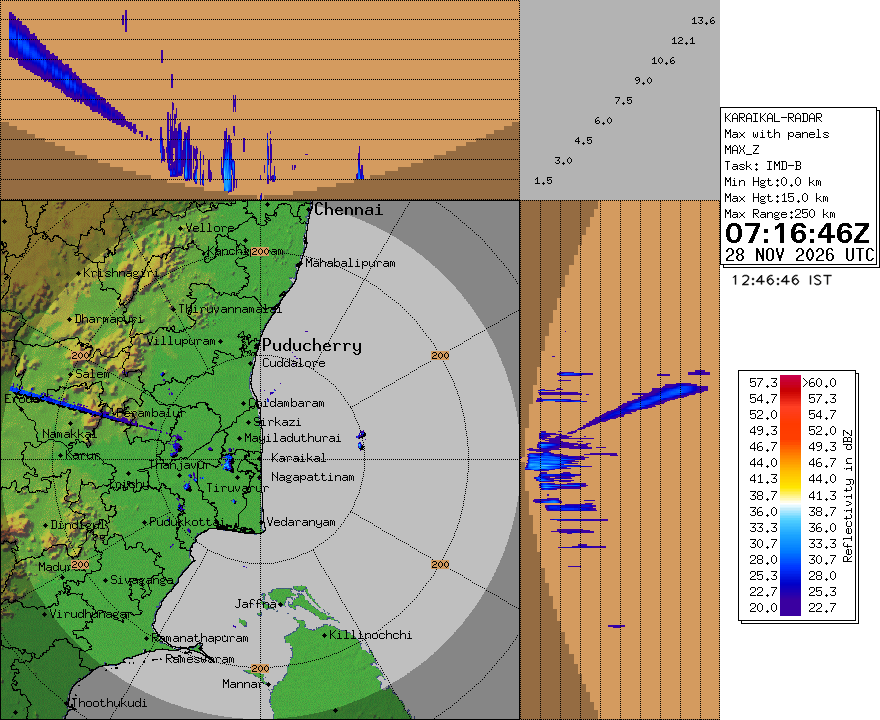 13.6
12.1
10.6
9.0
7.5
6.0
4.5
3.0
1.5
KARAIKAL-RADAR
Max with panels
MAX_Z
Task: IMD-B
Min Hgt:0.0 km
Max Hgt:15.0 km
Max Range:250 km
07:16:46Z
28 NOV 2026 UTC
12:46:46 IST
Chennai
Vellore
200
Mahabalipuram
Krishnagiri
Thiruvannamalai
Dharmapuri
Villupuram
Puducherry
200
200
Cuddalore
Salem
Erode
Perambalur
Chidambaram
Sirkazi
Namakkal
Mayiladuthurai
Karur
Thanjavur
Karaikal
Nagapattinam
Tiruvarur
Dindigul
Pudukkottai
Vedaranyam
200
200
Sivaganga
Jaffna
Virudhunagar
Ramanathapuram
Killinochchi
Rameswaram
200
Mannar
Thoothukudi
57.3 >60.0
54.7 57.3
52.0 54.7
49.3 52.0
46.7 49.3
44.0 46.7
41.3 44.0
38.7 41.3
36.0 38.7
33.3 36.0
30.7 33.3
28.0 30.7
25.3 28.0
22.7 25.3
20.0 22.7
Reflectivity in dBZ